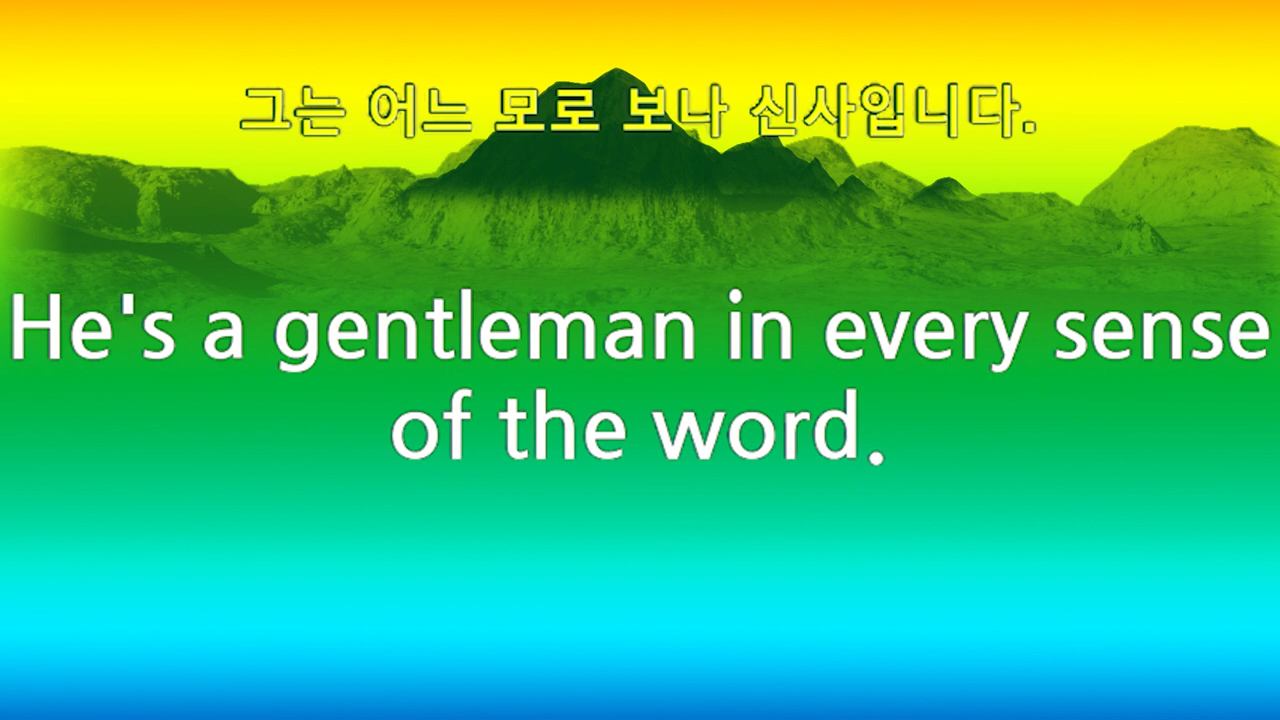 그는 어느 모로 보나 신사입니다.
He's a gentleman in every sense
of the word.